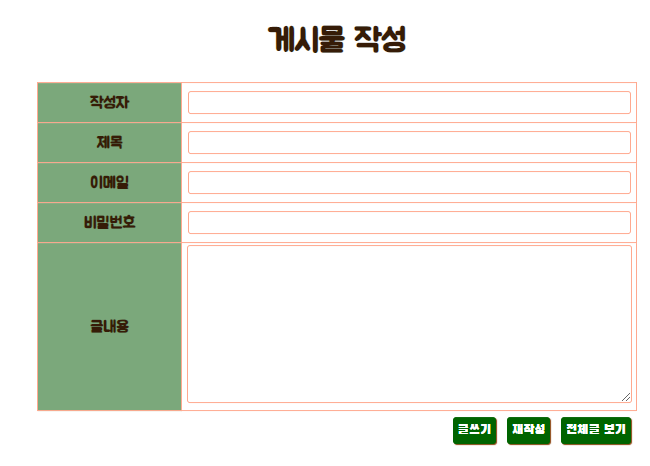 게시물 작성
작성자
제목
이메일
비밀번호
글내용
글쓰기 재작성 전체글 보기